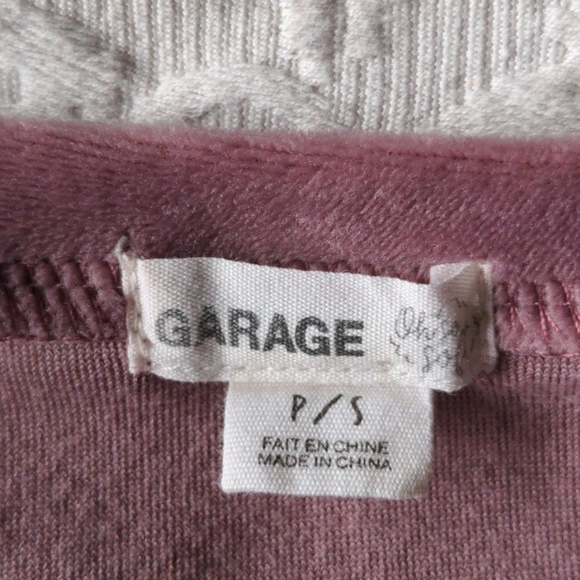 GARAGE
P/S
FAIT EN CHINE
MADE IN CHINA